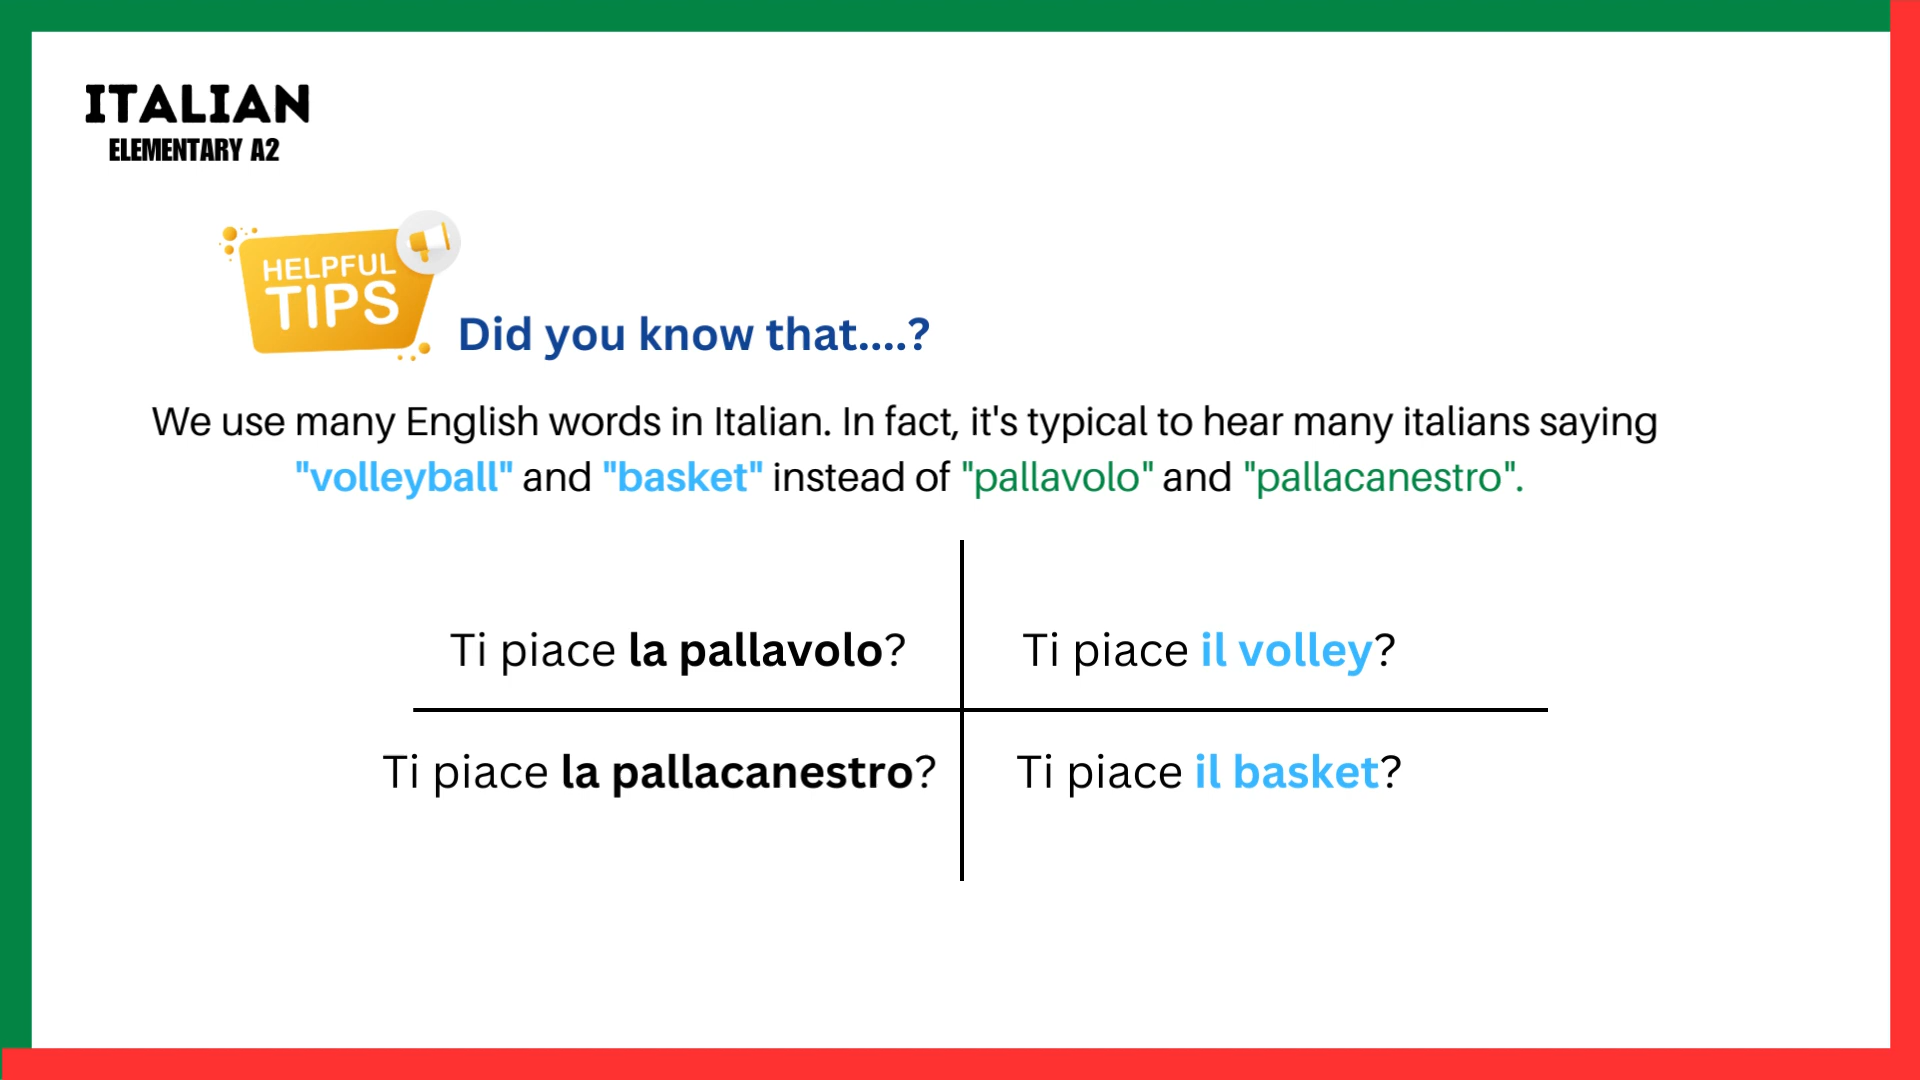 ITALIAN
ELEMENTARY A2
HELPFUL
TIPS
Did you know that....?
We use many English words in Italian. In fact, it's typical to hear many italians saying
"volleyball" and "basket" instead of "pallavolo" and "pallacanestro".
Ti piace la pallavolo?
Ti piace il volley?
Ti piace la pallacanestro?
Ti piace il basket?